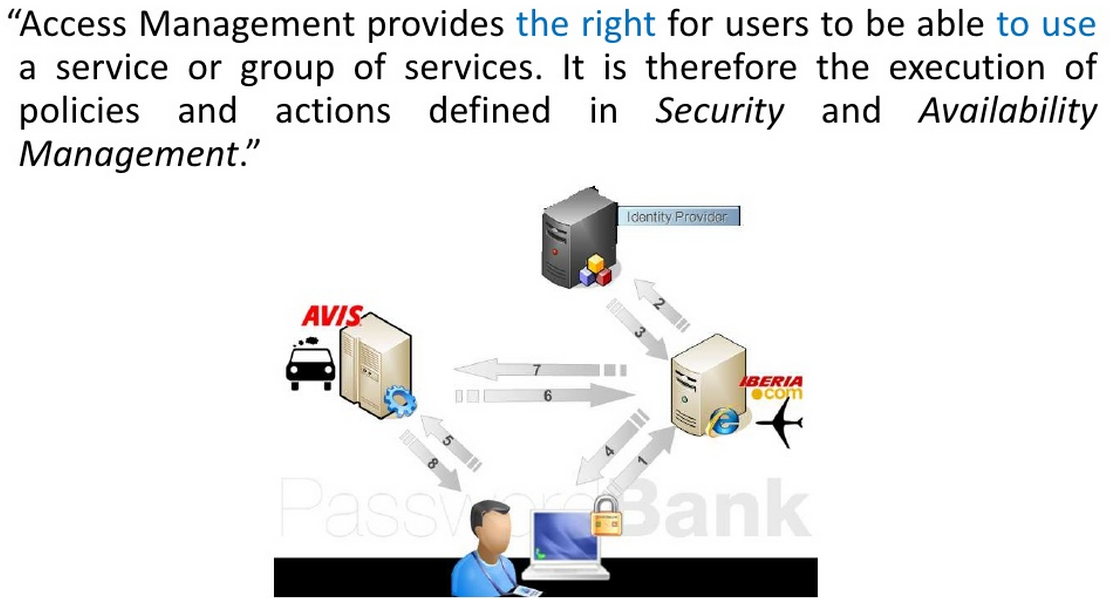 “Access Management provides the right for users to be able to use
a service or group of services. It is therefore the execution of
policies and actions defined in Security and Availability
Management.”
Identity Provider
2
3
AVIS
7
IBERIA
.com
6
4
5
1
8
PasswordBank